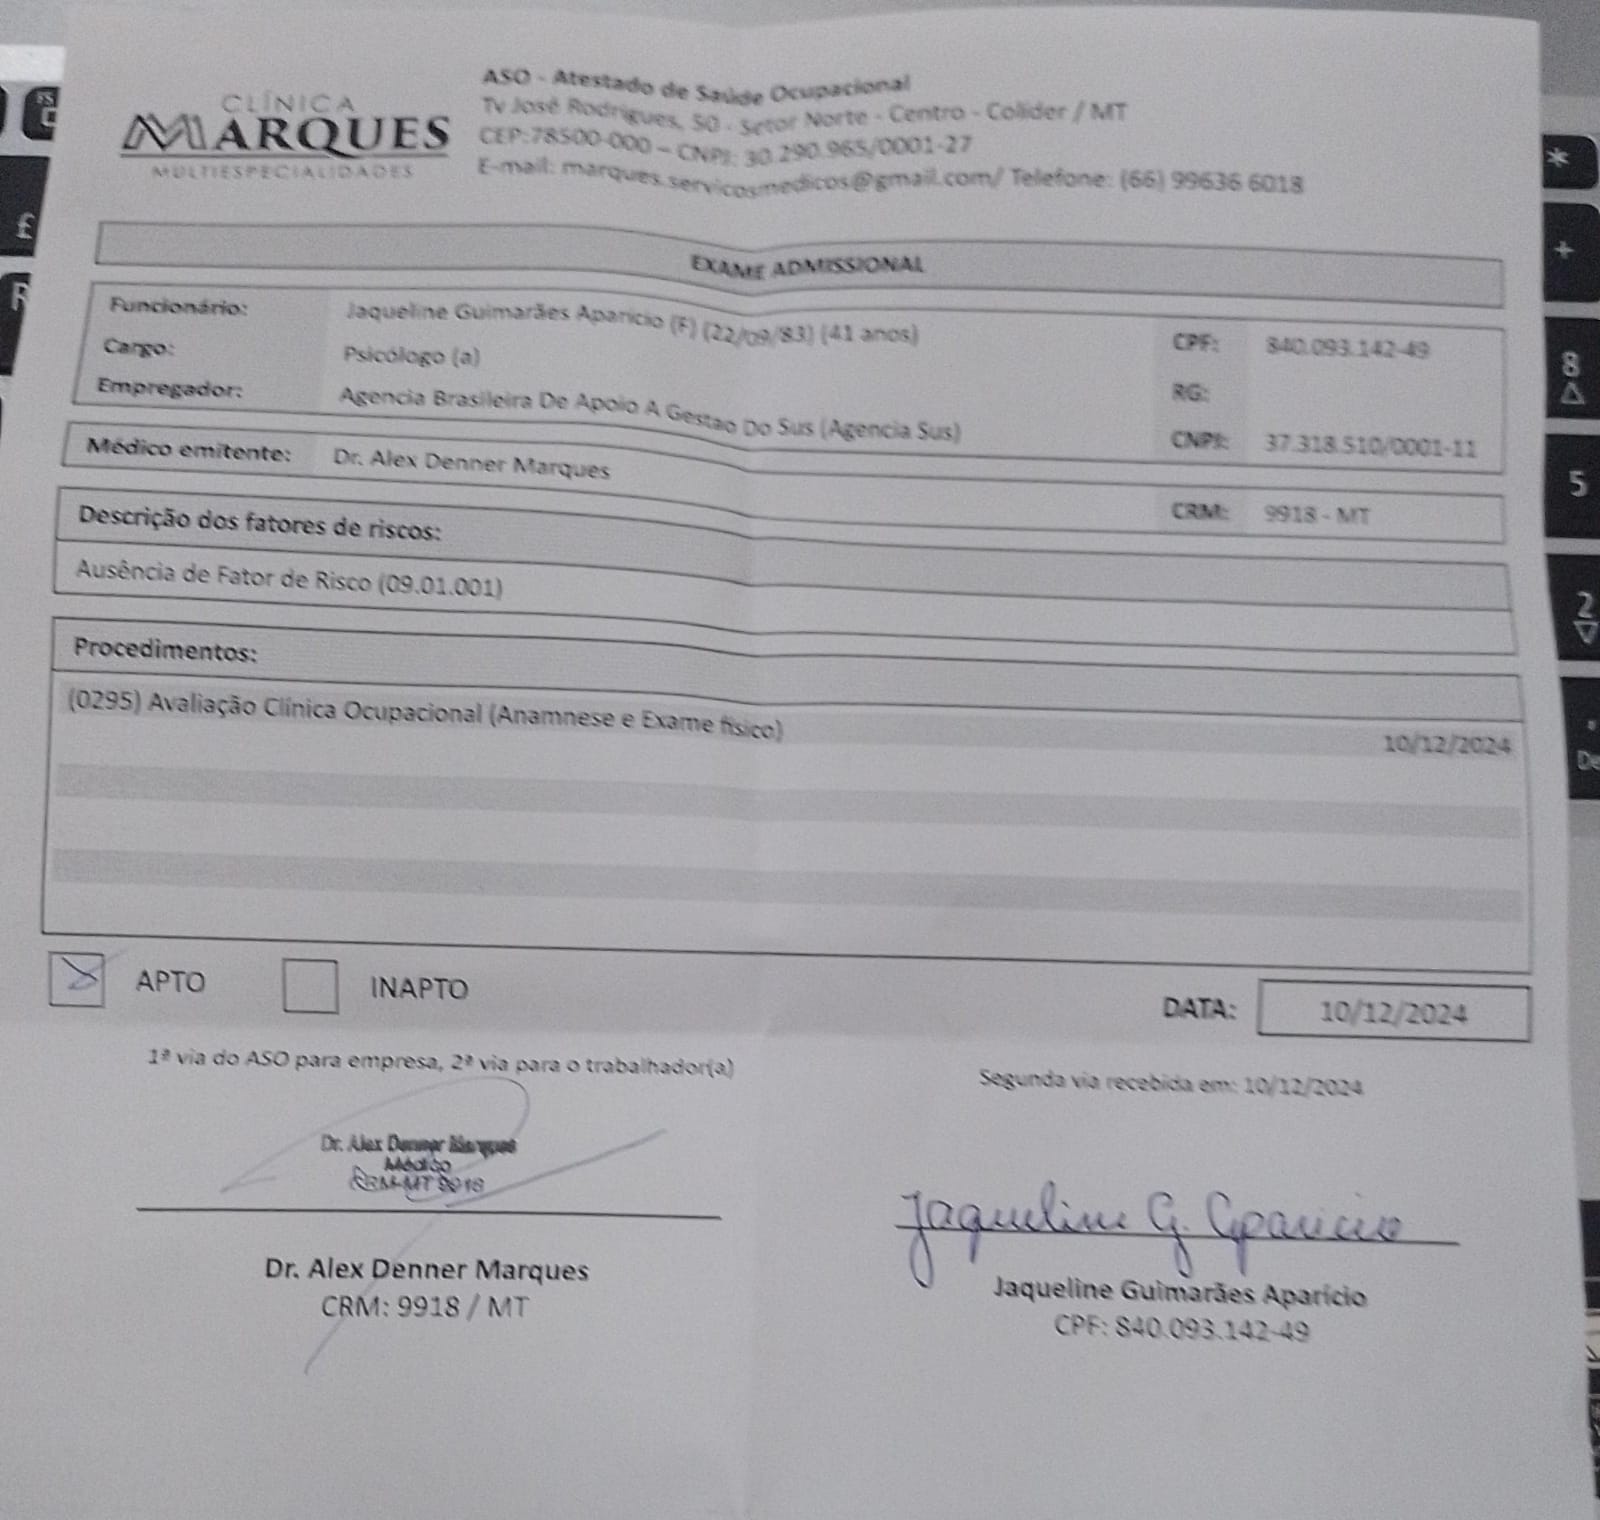 CLÍNICA
MARQUES
MULTIESPECIALIDADES
ASO - Atestado de Saúde Ocupacional
Tv José Rodrigues, 50 - Setor Norte - Centro - Colíder / MT
CEP:78500-000 – CNPJ: 30.290.965/0001-27
E-mail: marques.servicosmedicos@gmail.com/ Telefone: (66) 99636 6018
EXAME ADMISSIONAL
Funcionário: Jaqueline Guimarães Aparicio (F) (22/09/83) (41 anos) CPF: 840.093.142-49
Cargo: Psicólogo (a) RG:
Empregador: Agencia Brasileira De Apoio A Gestao Do Sus (Agencia Sus) CNPJ: 37.318.510/0001-11
Médico emitente: Dr. Alex Denner Marques CRM: 9918 - MT
Descrição dos fatores de riscos:
Ausência de Fator de Risco (09.01.001)
Procedimentos:
(0295) Avaliação Clínica Ocupacional (Anamnese e Exame físico) 10/12/2024
APTO INAPTO DATA: 10/12/2024
1ª via do ASO para empresa, 2ª via para o trabalhador(a)
Segunda via recebida em: 10/12/2024
Dr. Alex Denner Marques
Médico
CRM-MT 9918
Dr. Alex Denner Marques
CRM: 9918 / MT
Jaqueline G. Aparicio
Jaqueline Guimarães Aparicio
CPF: 840.093.142-49
£
R
*
+
8
5
2